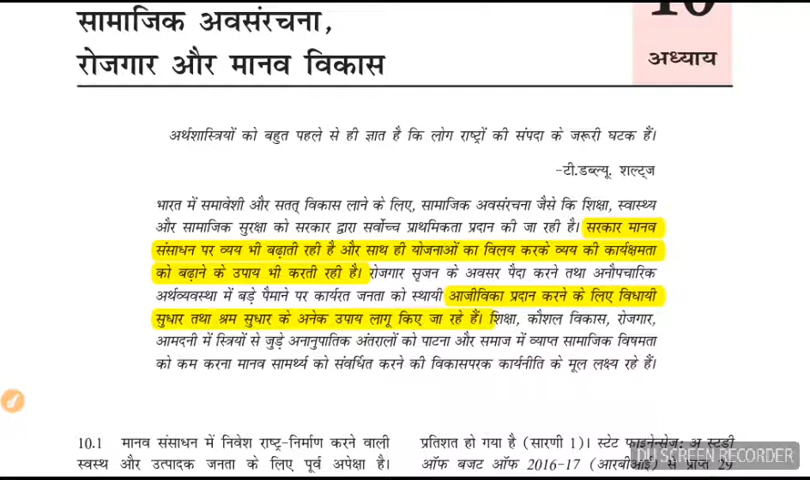 सामाजिक अवसंरचना,
रोजगार और मानव विकास
10
अध्याय
अर्थशास्त्रियों को बहुत पहले से ही ज्ञात है कि लोग राष्ट्रों की संपदा के जरूरी घटक हैं।
-टी.डब्ल्यू. शल्ट्ज
भारत में समावेशी और सतत् विकास लाने के लिए, सामाजिक अवसंरचना जैसे कि शिक्षा, स्वास्थ्य
और सामाजिक सुरक्षा को सरकार द्वारा सर्वोच्च प्राथमिकता प्रदान की जा रही है। सरकार मानव
संसाधन पर व्यय भी बढ़ाती रही है और साथ ही योजनाओं का विलय करके व्यय की कार्यक्षमता
को बढ़ाने के उपाय भी करती रही है। रोजगार सृजन के अवसर पैदा करने तथा अनौपचारिक
अर्थव्यवस्था में बड़े पैमाने पर कार्यरत जनता को स्थायी आजीविका प्रदान करने के लिए विधायी
सुधार तथा श्रम सुधार के अनेक उपाय लागू किए जा रहे हैं। शिक्षा, कौशल विकास, रोजगार,
आमदनी में स्त्रियों से जुड़े अनानुपातिक अंतरालों को पाटना और समाज में व्याप्त सामाजिक विषमता
को कम करना मानव सामर्थ्य को संवर्धित करने की विकासपरक कार्यनीति के मूल लक्ष्य रहे हैं।
10.1 मानव संसाधन में निवेश राष्ट्र-निर्माण करने वाली
स्वस्थ और उत्पादक जनता के लिए पूर्व अपेक्षा है।
प्रतिशत हो गया है (सारणी 1)। स्टेट फाइनेन्सेज: अ स्टडी
ऑफ बजट ऑफ 2016-17 (आरबीआई) से प्राप्त 29
DU SCREEN RECORDER